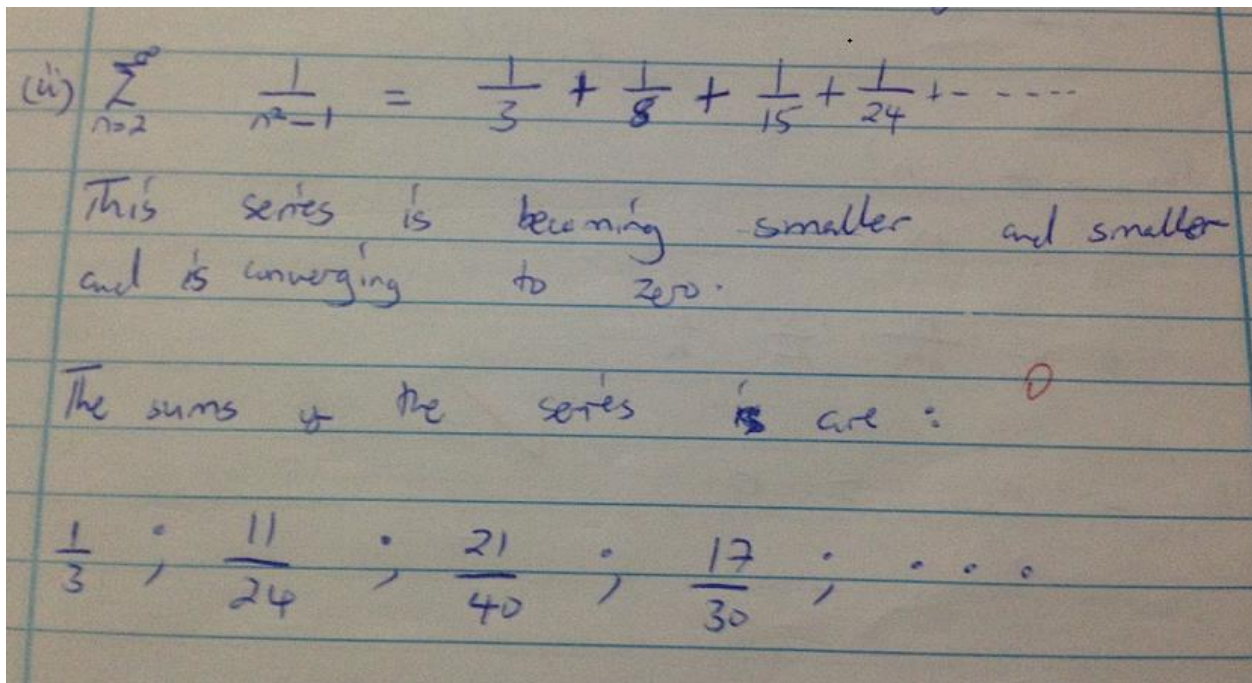 (ii) ∑ n=2 ∞ 1/(n²-1) = 1/3 + 1/8 + 1/15 + 1/24 + - - - - - -
This series is becoming smaller and smaller
and is converging to zero.
0
The sums of the series is are :
1/3 ; 11/24 ; 21/40 ; 17/30 ; . . .